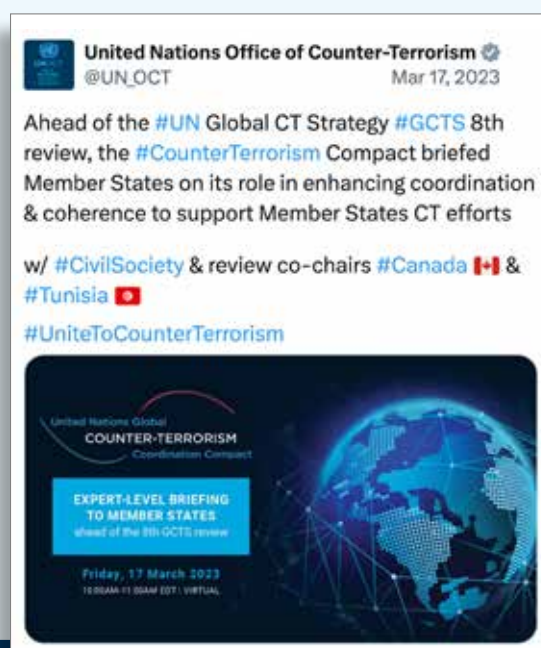 United Nations Office of Counter-Terrorism
@UN_OCT Mar 17, 2023
Ahead of the #UN Global CT Strategy #GCTS 8th
review, the #CounterTerrorism Compact briefed
Member States on its role in enhancing coordination
& coherence to support Member States CT efforts
w/ #CivilSociety & review co-chairs #Canada 🇨🇦 &
#Tunisia 🇹🇳
#UniteToCounterTerrorism
United Nations Global
COUNTER-TERRORISM
Coordination Compact
EXPERT-LEVEL BRIEFING
TO MEMBER STATES
ahead of the 8th GCTS review
Friday, 17 March 2023
10:00AM-11:00AM EDT | VIRTUAL